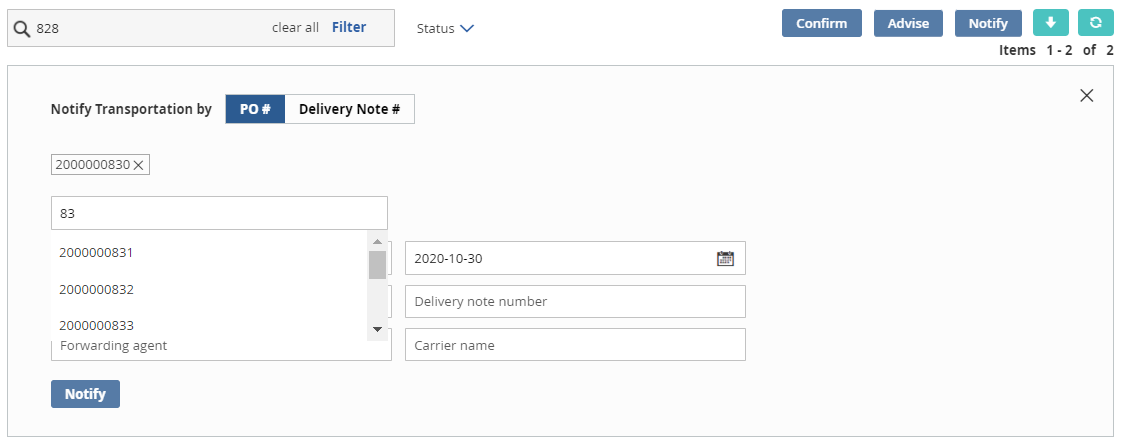 828 clear all Filter Status Confirm Advise Notify
Items 1 - 2 of 2
Notify Transportation by PO # Delivery Note #
2000000830
83
2000000831 2020-10-30
2000000832 Delivery note number
2000000833
Forwarding agent Carrier name
Notify